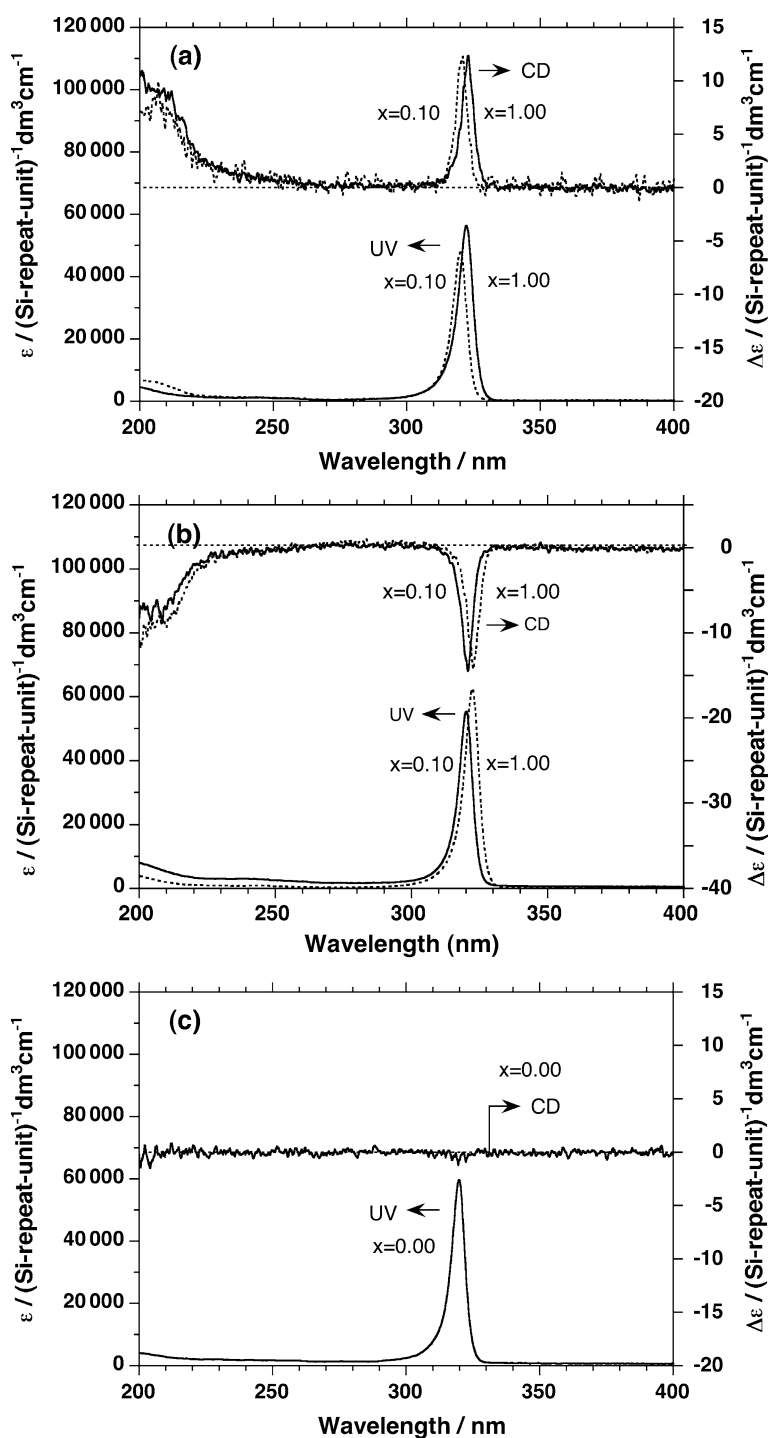 120 000
100 000
80 000
60 000
40 000
20 000
0
ε / (Si-repeat-unit)⁻¹dm³cm⁻¹
(a)
CD
x=0.10
x=1.00
UV
x=0.10
x=1.00
15
10
5
0
-5
-10
-15
-20
Δε / (Si-repeat-unit)⁻¹dm³cm⁻¹
200
250
300
350
400
Wavelength / nm
120 000
100 000
80 000
60 000
40 000
20 000
0
ε / (Si-repeat-unit)⁻¹dm³cm⁻¹
(b)
x=0.10
x=1.00
CD
UV
x=0.10
x=1.00
0
-10
-20
-30
-40
Δε / (Si-repeat-unit)⁻¹dm³cm⁻¹
200
250
300
350
400
Wavelength (nm)
120 000
100 000
80 000
60 000
40 000
20 000
0
ε / (Si-repeat-unit)⁻¹dm³cm⁻¹
(c)
x=0.00
CD
UV
x=0.00
15
10
5
0
-5
-10
-15
-20
Δε / (Si-repeat-unit)⁻¹dm³cm⁻¹
200
250
300
350
400
Wavelength / nm